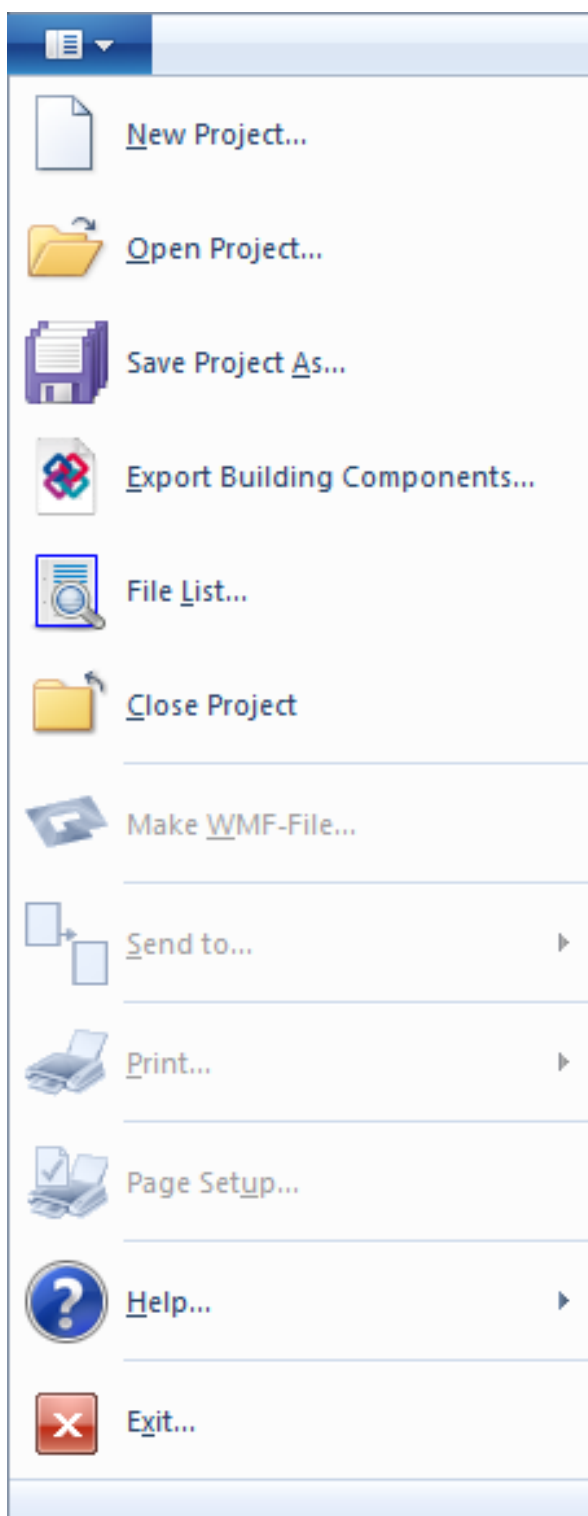 New Project...
Open Project...
Save Project As...
Export Building Components...
File List...
Close Project
Make WMF-File...
Send to...
Print...
Page Setup...
Help...
Exit...